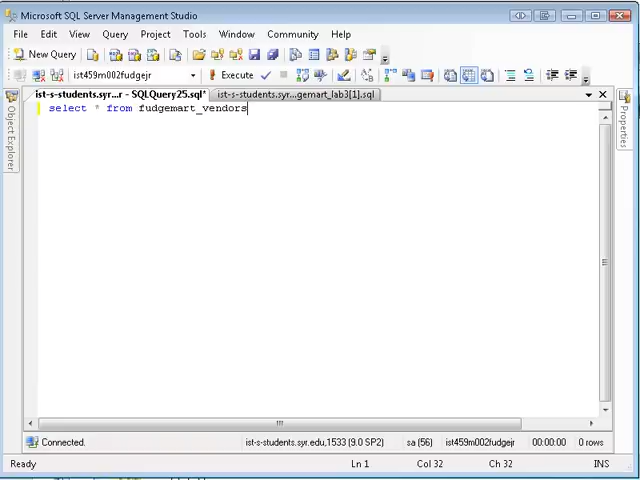 Microsoft SQL Server Management Studio
File Edit View Query Project Tools Window Community Help
New Query
ist459m002fudgejr Execute
ist-s-students.syr...r - SQLQuery25.sql* ist-s-students.syr...gemart_lab3[1].sql
select * from fudgemart_vendors
Object Explorer
Properties
Connected. ist-s-students.syr.edu,1533 (9.0 SP2) sa (56) ist459m002fudgejr 00:00:00 0 rows
Ready Ln 1 Col 32 Ch 32 INS